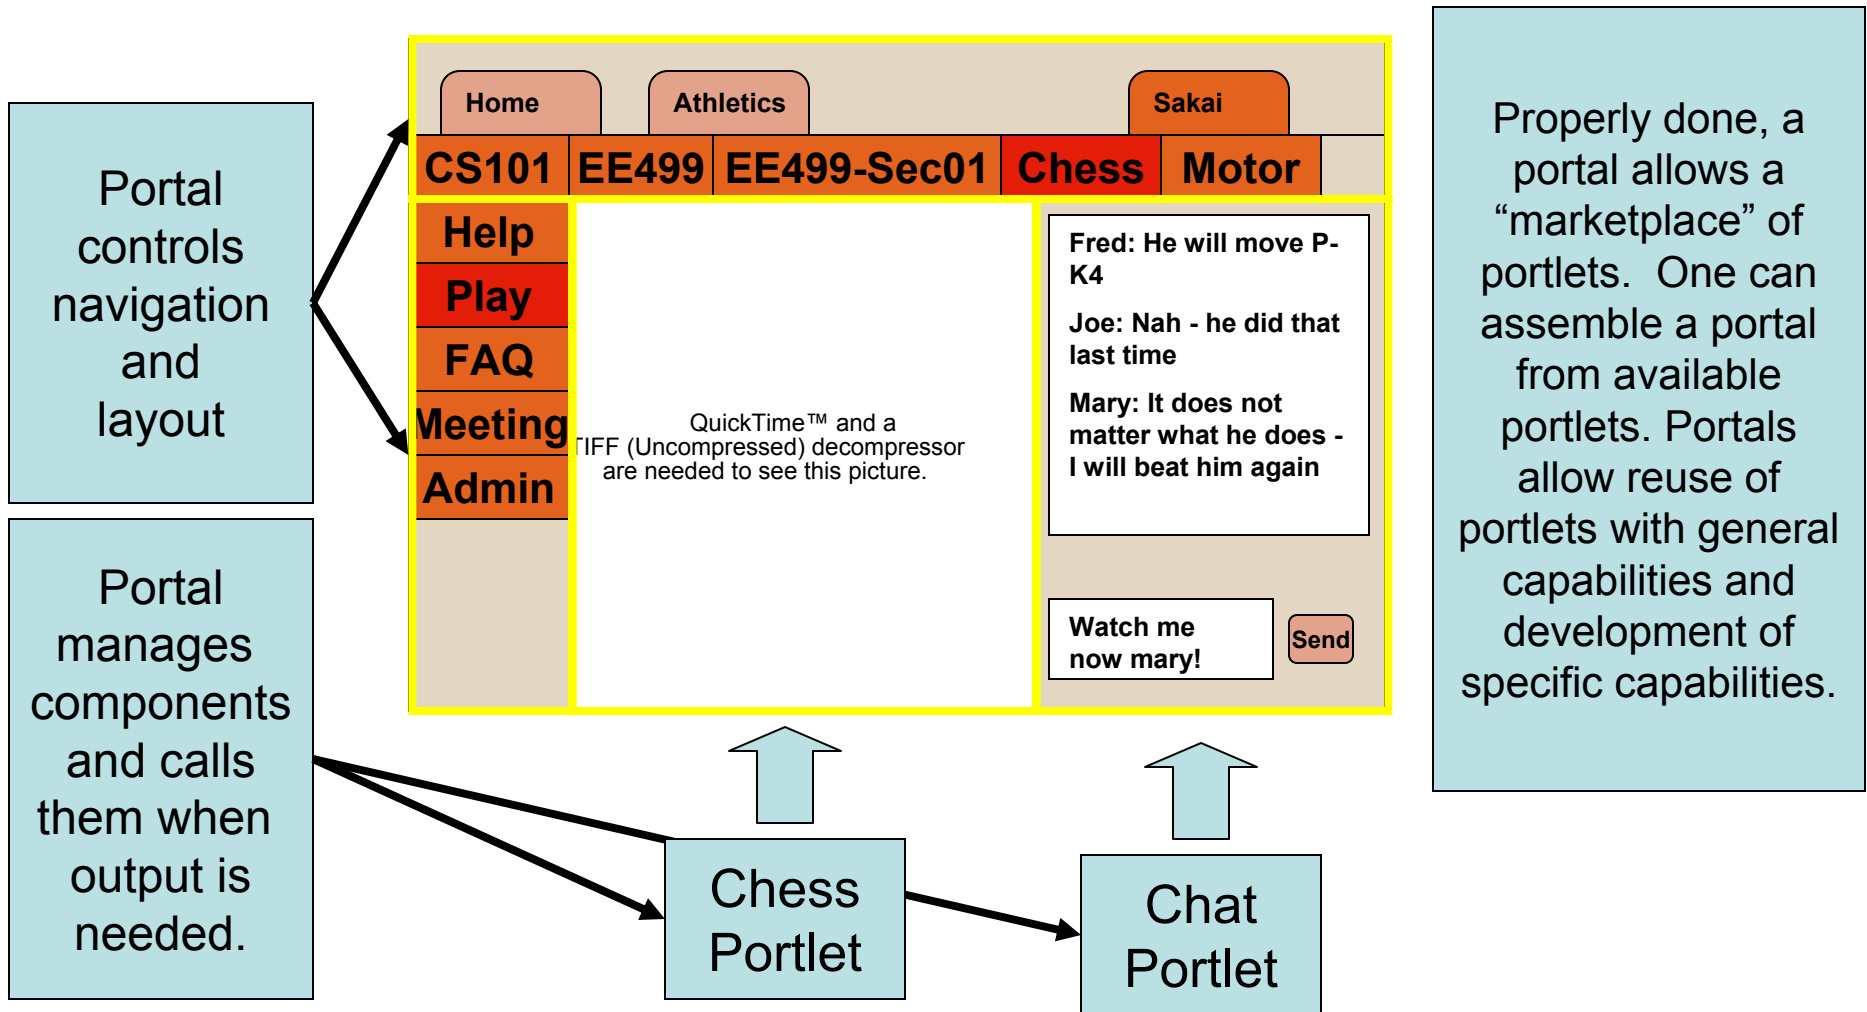 Portal
controls
navigation
and
layout
Portal
manages
components
and calls
them when
output is
needed.
Home
Athletics
Sakai
CS101
EE499
EE499-Sec01
Chess
Motor
Help
Play
FAQ
Meeting
Admin
QuickTime™ and a
TIFF (Uncompressed) decompressor
are needed to see this picture.
Fred: He will move P-
K4
Joe: Nah - he did that
last time
Mary: It does not
matter what he does -
I will beat him again
Watch me
now mary!
Send
Chess
Portlet
Chat
Portlet
Properly done, a
portal allows a
“marketplace” of
portlets.  One can
assemble a portal
from available
portlets. Portals
allow reuse of
portlets with general
capabilities and
development of
specific capabilities.